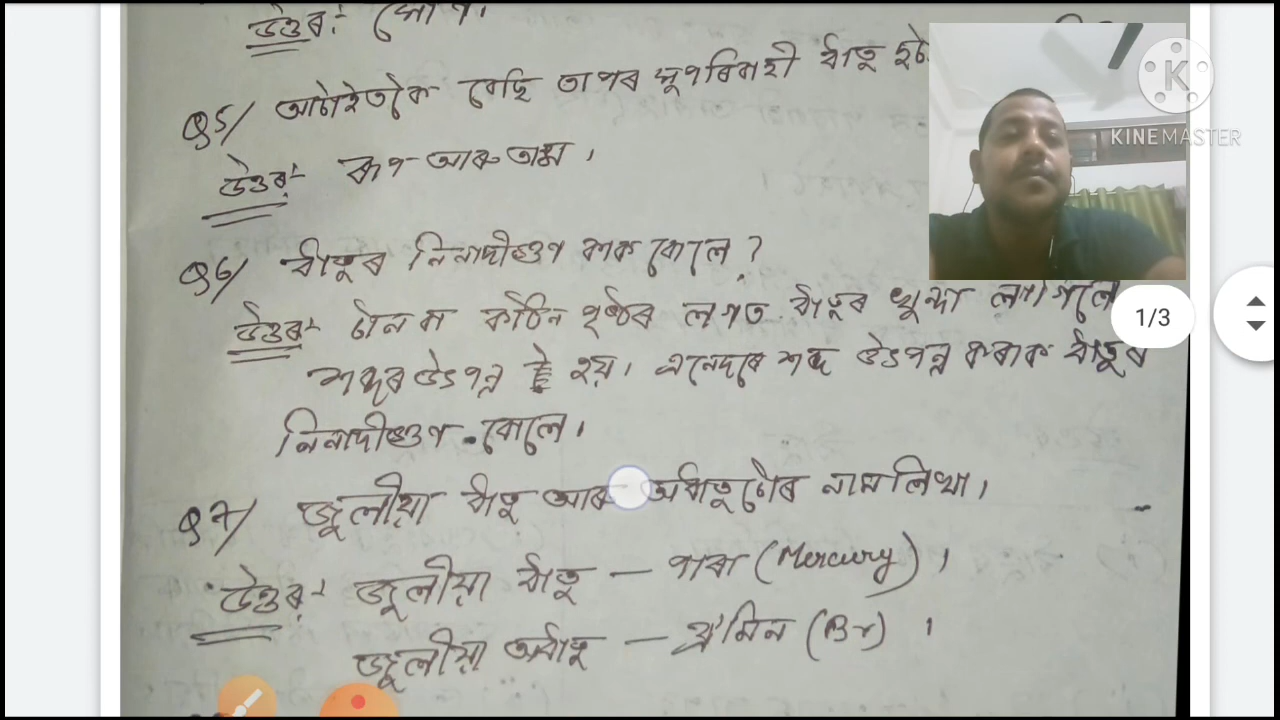 উত্তৰ:
Q5/ আটাইতকৈ বেছি তাপৰ সুপৰিবাহী ধাতু
উত্তৰ:- ৰূপ আৰু তাম।
Q6/ ধাতুৰ নিনাদীগুণ কাক বোলে?
উত্তৰ:- টান বা কঠিন পৃষ্ঠৰ লগত ধাতুৰ খুন্দা লাগিলে
শব্দৰ উৎপন্ন হয়। এনেদৰে শব্দ উৎপন্ন কৰাক ধাতুৰ
নিনাদীগুণ বোলে।
Q7/ জুলীয়া ধাতু আৰু অধাতুটোৰ নাম লিখা।
উত্তৰ:- জুলীয়া ধাতু — পাৰা (Mercury)।
জুলীয়া অধাতু — ব্ৰ'মিন (Br)।
K
KINEMASTER
1/3